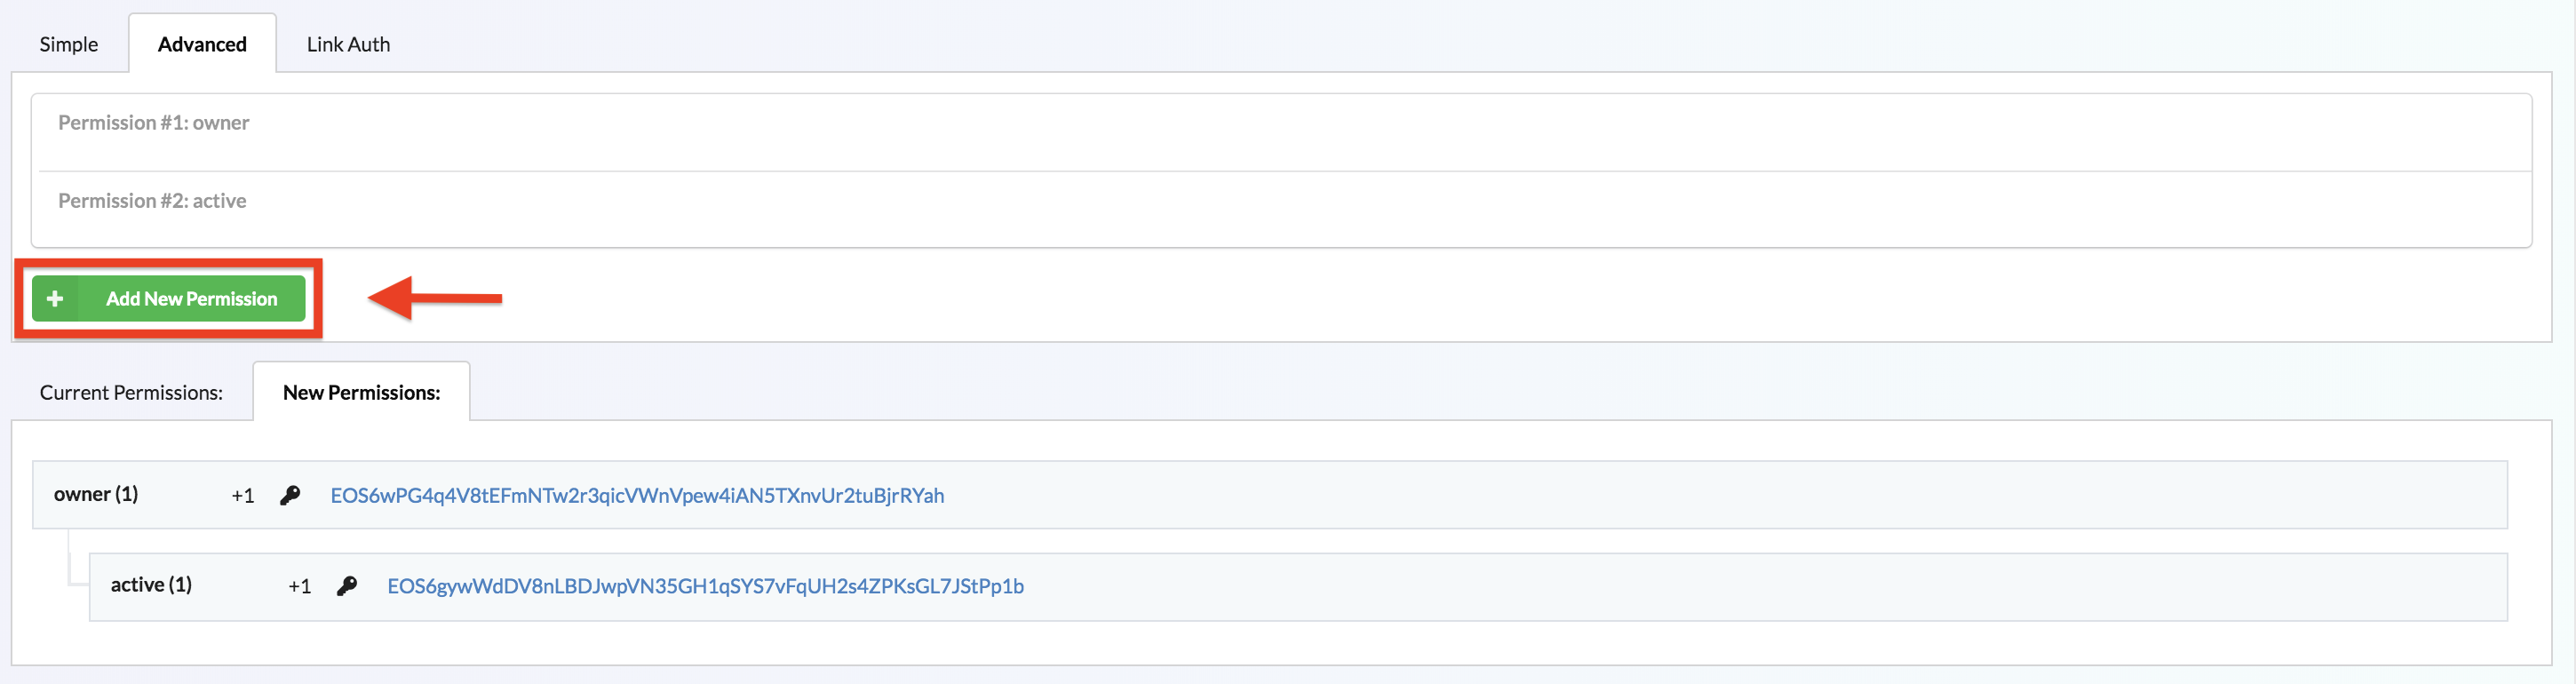 Simple Advanced Link Auth
Permission #1: owner
Permission #2: active
Add New Permission
Current Permissions: New Permissions:
owner (1) +1 EOS6wPG4q4V8tEFmNTw2r3qicVWnVpew4iAN5TXnvUr2tuBjrRYah
active (1) +1 EOS6gywWdDV8nLBDJwpVN35GH1qSYS7vFqUH2s4ZPKsGL7JStPp1b